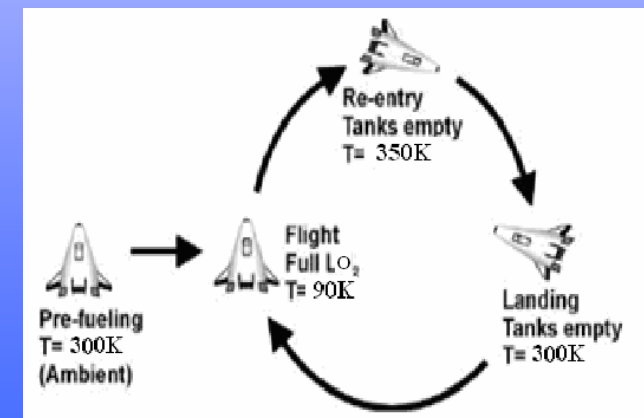 Re-entry
Tanks empty
T= 350K
Flight
Full LO₂
T= 90K
Landing
Tanks empty
T= 300K
Pre-fueling
T= 300K
(Ambient)